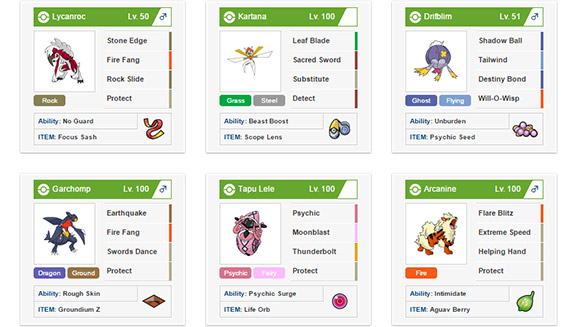 Lycanroc Lv. 50
Stone Edge
Fire Fang
Rock Slide
Protect
Rock
Ability: No Guard
ITEM: Focus Sash
Kartana Lv. 100
Leaf Blade
Sacred Sword
Substitute
Detect
Grass Steel
Ability: Beast Boost
ITEM: Scope Lens
Drifblim Lv. 51
Shadow Ball
Tailwind
Destiny Bond
Will-O-Wisp
Ghost Flying
Ability: Unburden
ITEM: Psychic Seed
Garchomp Lv. 100
Earthquake
Fire Fang
Swords Dance
Protect
Dragon Ground
Ability: Rough Skin
ITEM: Groundium Z
Tapu Lele Lv. 100
Psychic
Moonblast
Thunderbolt
Protect
Psychic Fairy
Ability: Psychic Surge
ITEM: Life Orb
Arcanine Lv. 100
Flare Blitz
Extreme Speed
Helping Hand
Protect
Fire
Ability: Intimidate
ITEM: Aguav Berry